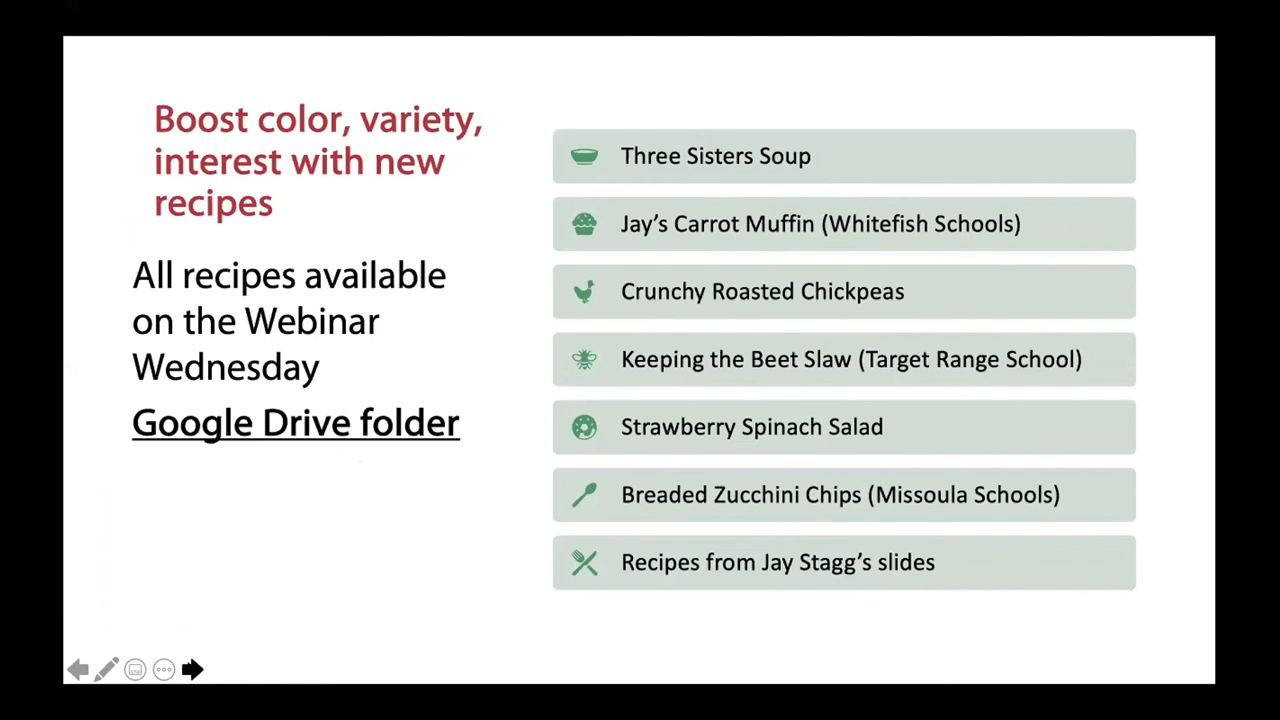 Boost color, variety,
interest with new
recipes
All recipes available
on the Webinar
Wednesday
Google Drive folder
Three Sisters Soup
Jay’s Carrot Muffin (Whitefish Schools)
Crunchy Roasted Chickpeas
Keeping the Beet Slaw (Target Range School)
Strawberry Spinach Salad
Breaded Zucchini Chips (Missoula Schools)
Recipes from Jay Stagg’s slides